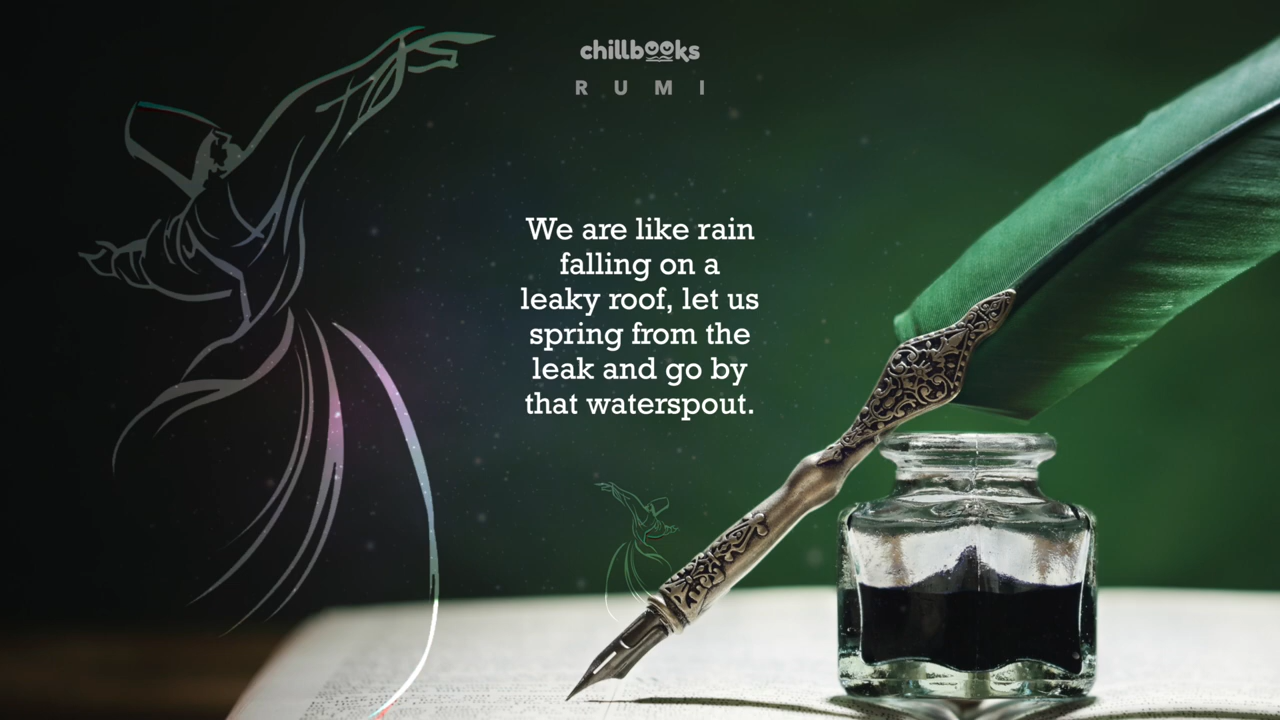 chillbooks
RUMI
We are like rain
falling on a
leaky roof, let us
spring from the
leak and go by
that waterspout.